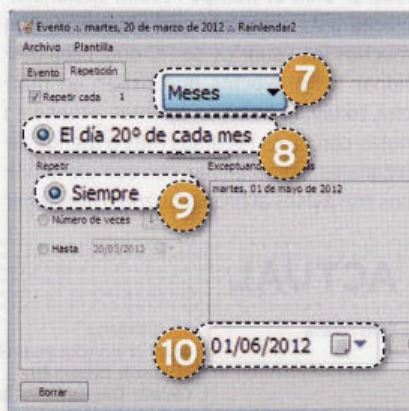 Evento .:. martes, 20 de marzo de 2012 .:. Rainlendar2
Archivo Plantilla
Evento Repetición
Repetir cada 1 Meses 7
El día 20º de cada mes 8
Repetir Exceptuando
Siempre 9 martes, 01 de mayo de 2012
Número de veces
Hasta 20/03/2012
10 01/06/2012
Borrar